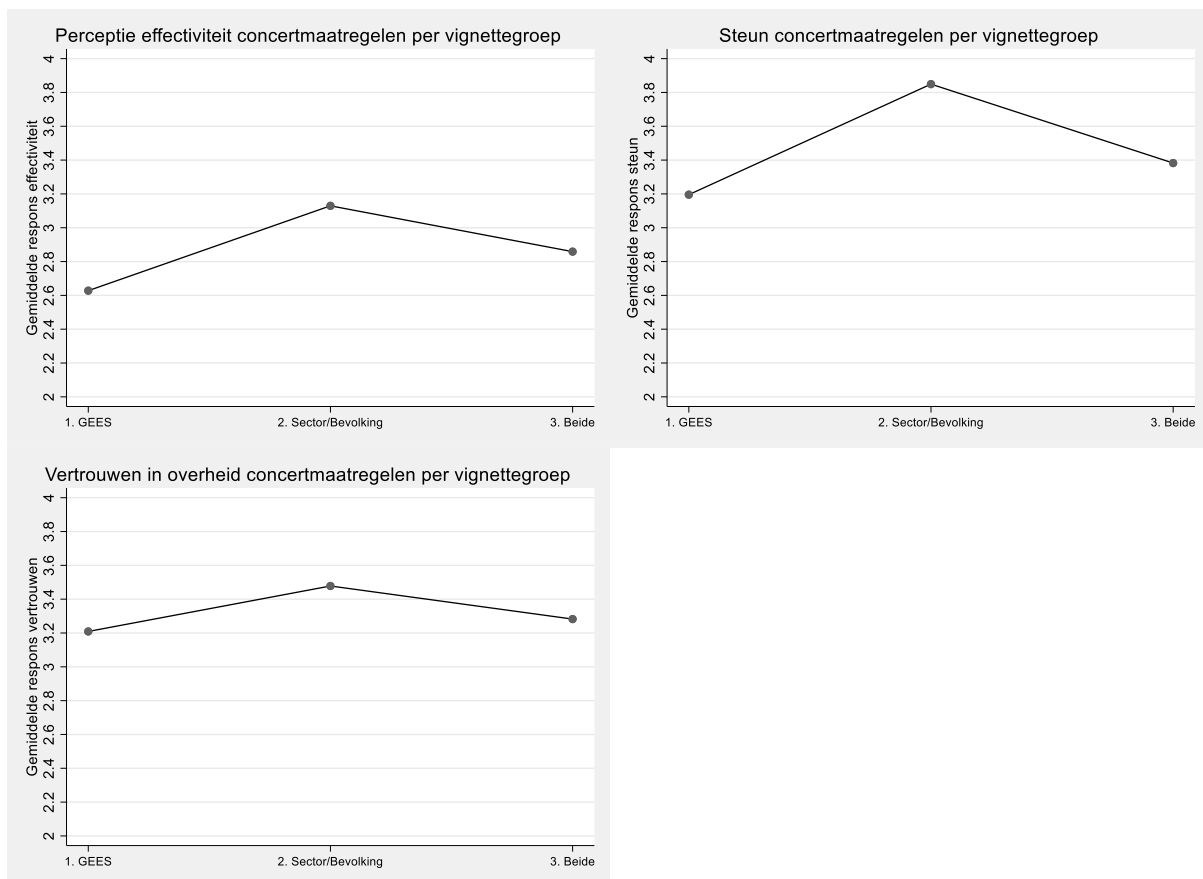 Perceptie effectiviteit concertmaatregelen per vignettegroep
Gemiddelde respons effectiviteit
4
3.8
3.6
3.4
3.2
3
2.8
2.6
2.4
2.2
2
1. GEES
2. Sector/Bevolking
3. Beide
Steun concertmaatregelen per vignettegroep
Gemiddelde respons steun
4
3.8
3.6
3.4
3.2
3
2.8
2.6
2.4
2.2
2
1. GEES
2. Sector/Bevolking
3. Beide
Vertrouwen in overheid concertmaatregelen per vignettegroep
Gemiddelde respons vertrouwen
4
3.8
3.6
3.4
3.2
3
2.8
2.6
2.4
2.2
2
1. GEES
2. Sector/Bevolking
3. Beide